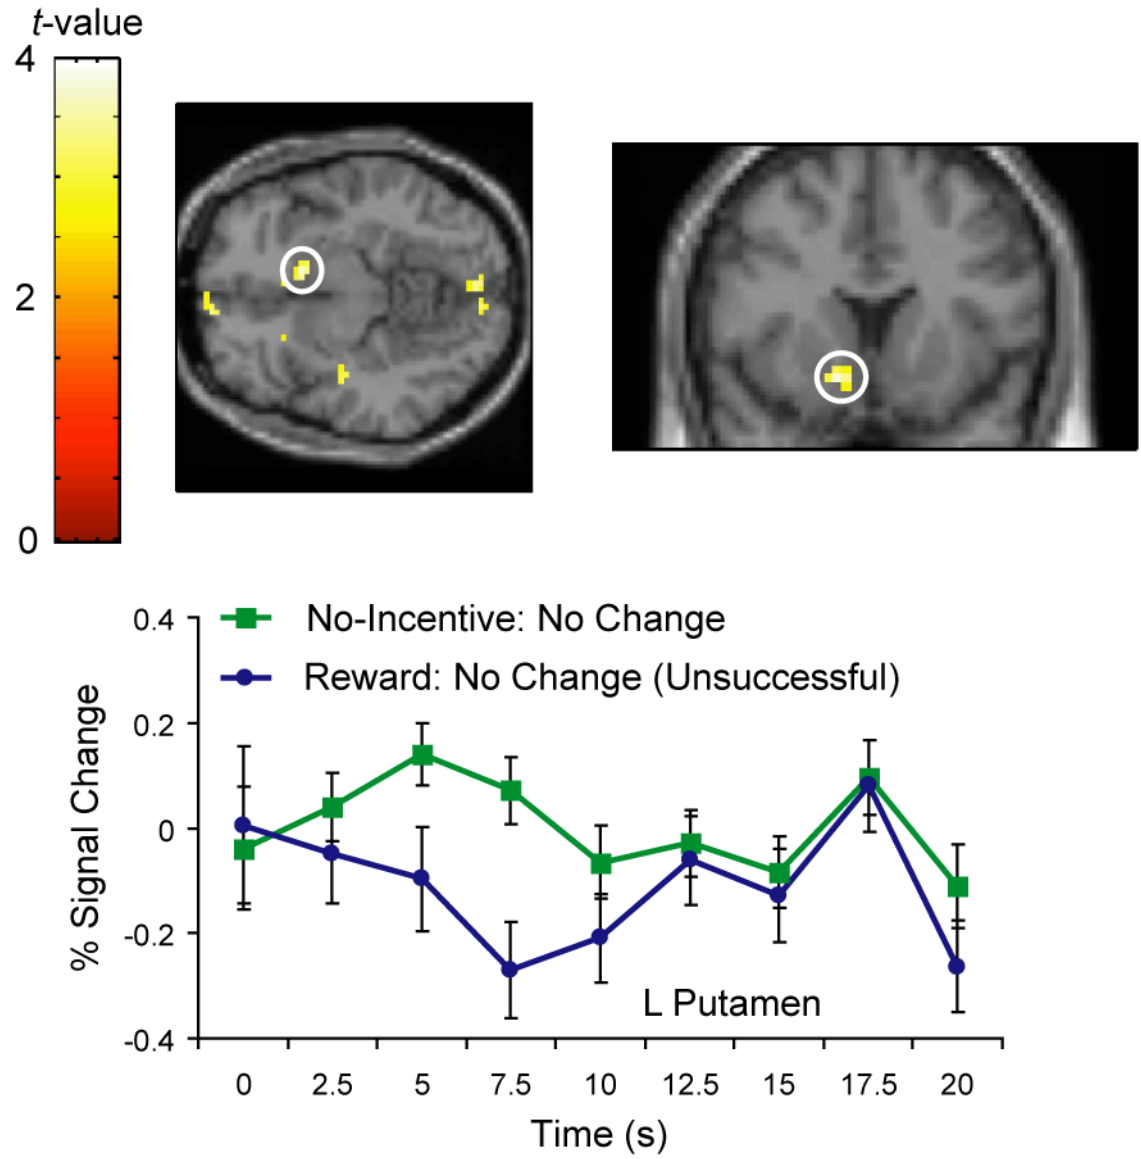 t-value
4
2
0
No-Incentive: No Change
Reward: No Change (Unsuccessful)
% Signal Change
0.4
0.2
0
-0.2
-0.4
L Putamen
0 2.5 5 7.5 10 12.5 15 17.5 20
Time (s)